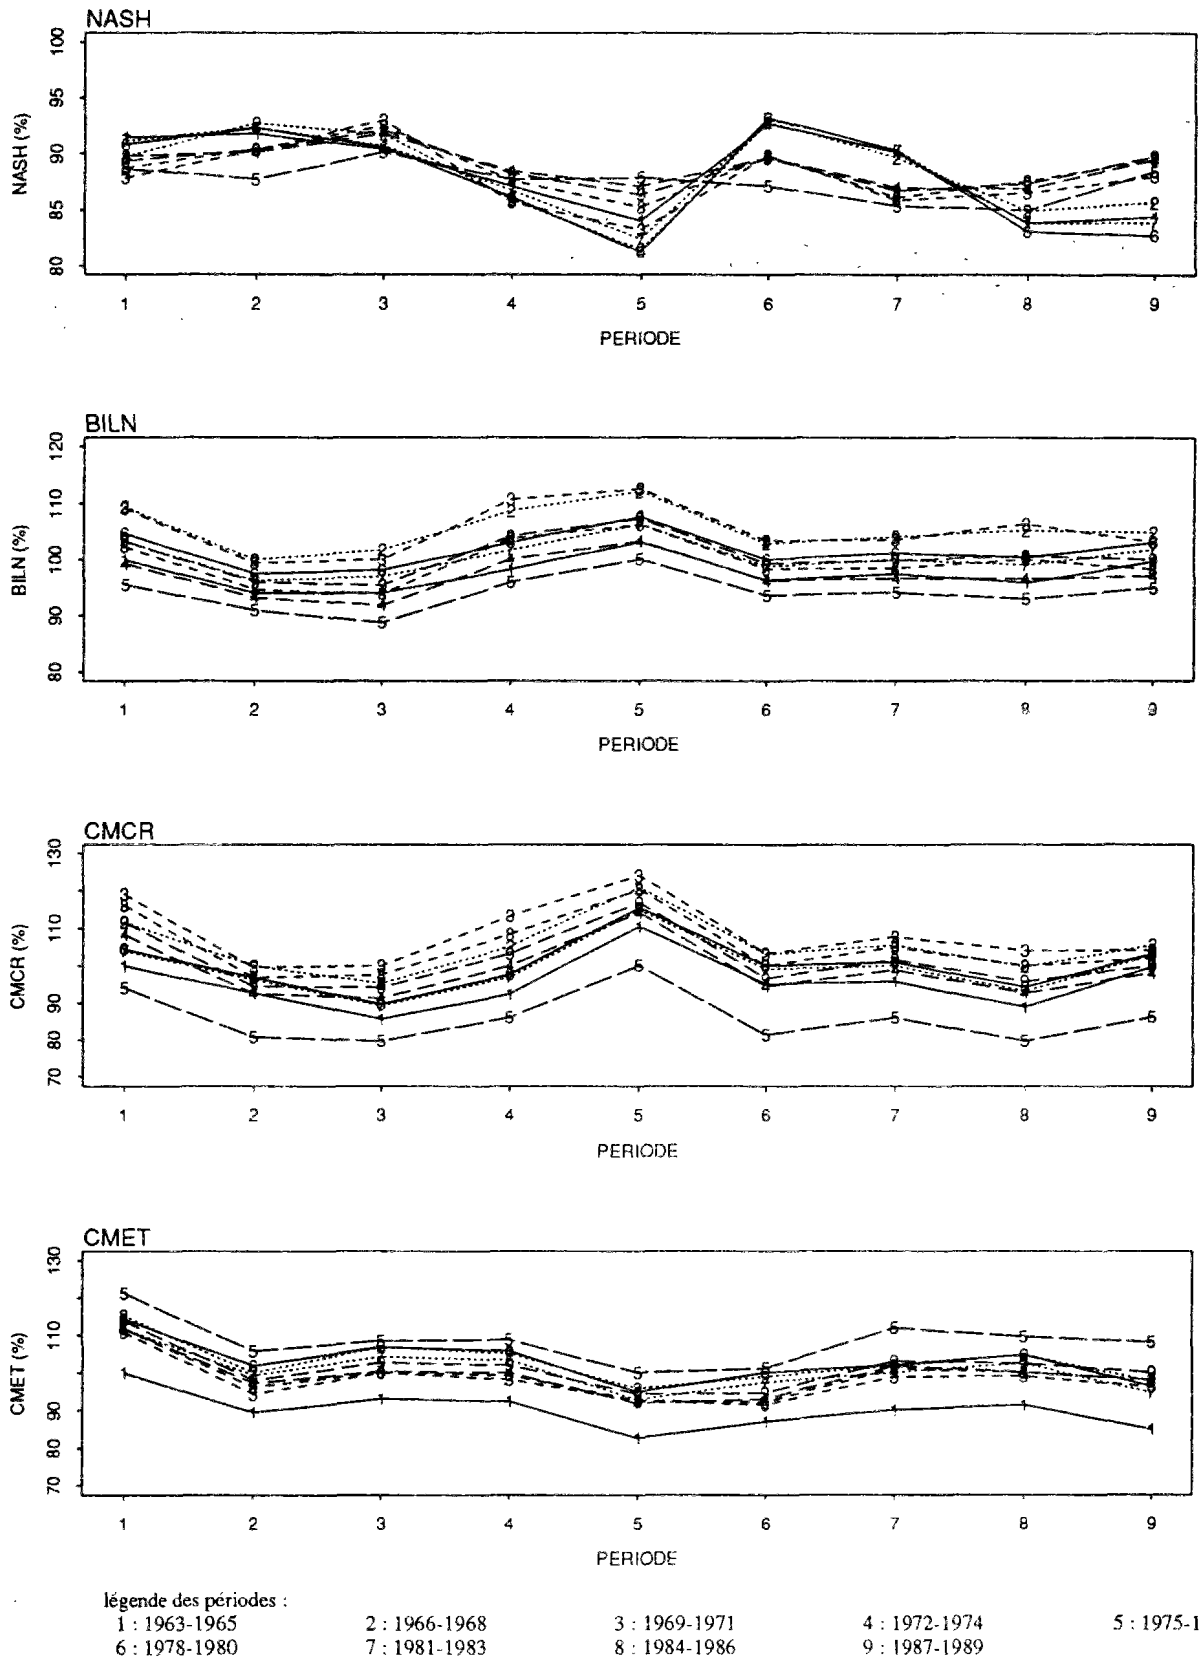 NASH
100
95
90
85
80
NASH (%)
1 2 3 4 5 6 7 8 9
PERIODE
BILN
120
110
100
90
80
BILN (%)
1 2 3 4 5 6 7 8 9
PERIODE
CMCR
130
110
90
80
70
CMCR (%)
1 2 3 4 5 6 7 8 9
PERIODE
CMET
130
110
90
80
70
CMET (%)
1 2 3 4 5 6 7 8 9
PERIODE
légende des périodes :
1 : 1963-1965 2 : 1966-1968 3 : 1969-1971 4 : 1972-1974 5 : 1975-1
6 : 1978-1980 7 : 1981-1983 8 : 1984-1986 9 : 1987-1989